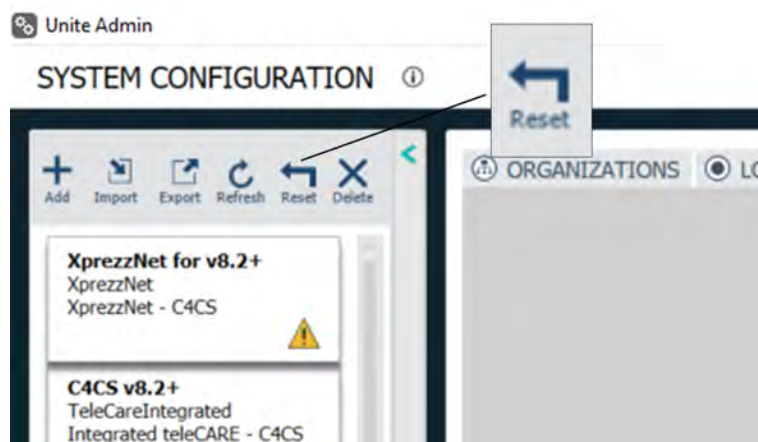 Unite Admin
SYSTEM CONFIGURATION
Reset
Add Import Export Refresh Reset Delete
ORGANIZATIONS
XprezzNet for v8.2+
XprezzNet
XprezzNet - C4CS
C4CS v8.2+
TeleCareIntegrated
Integrated teleCARE - C4CS